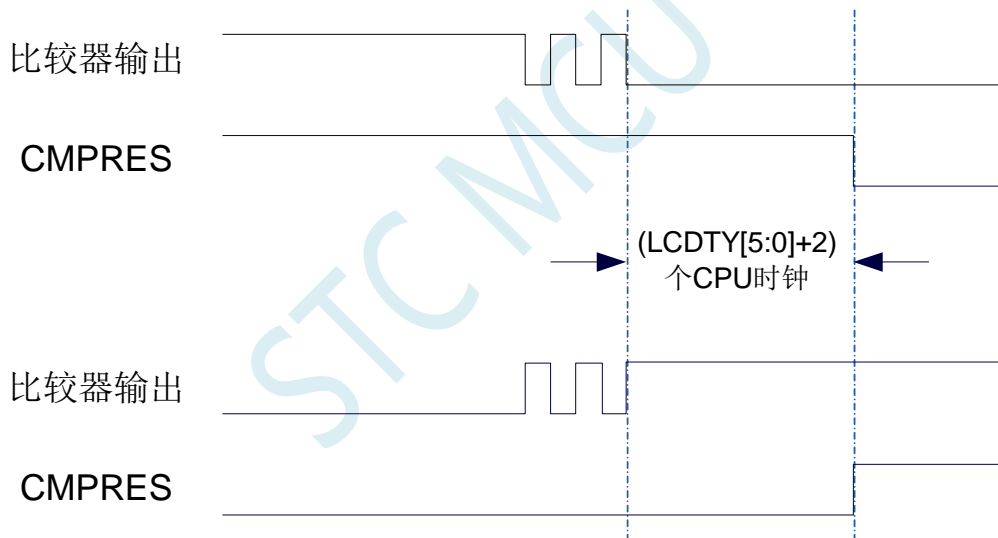 比较器输出
CMPRES
(LCDTY[5:0]+2)
个CPU时钟
比较器输出
CMPRES
STC MCU